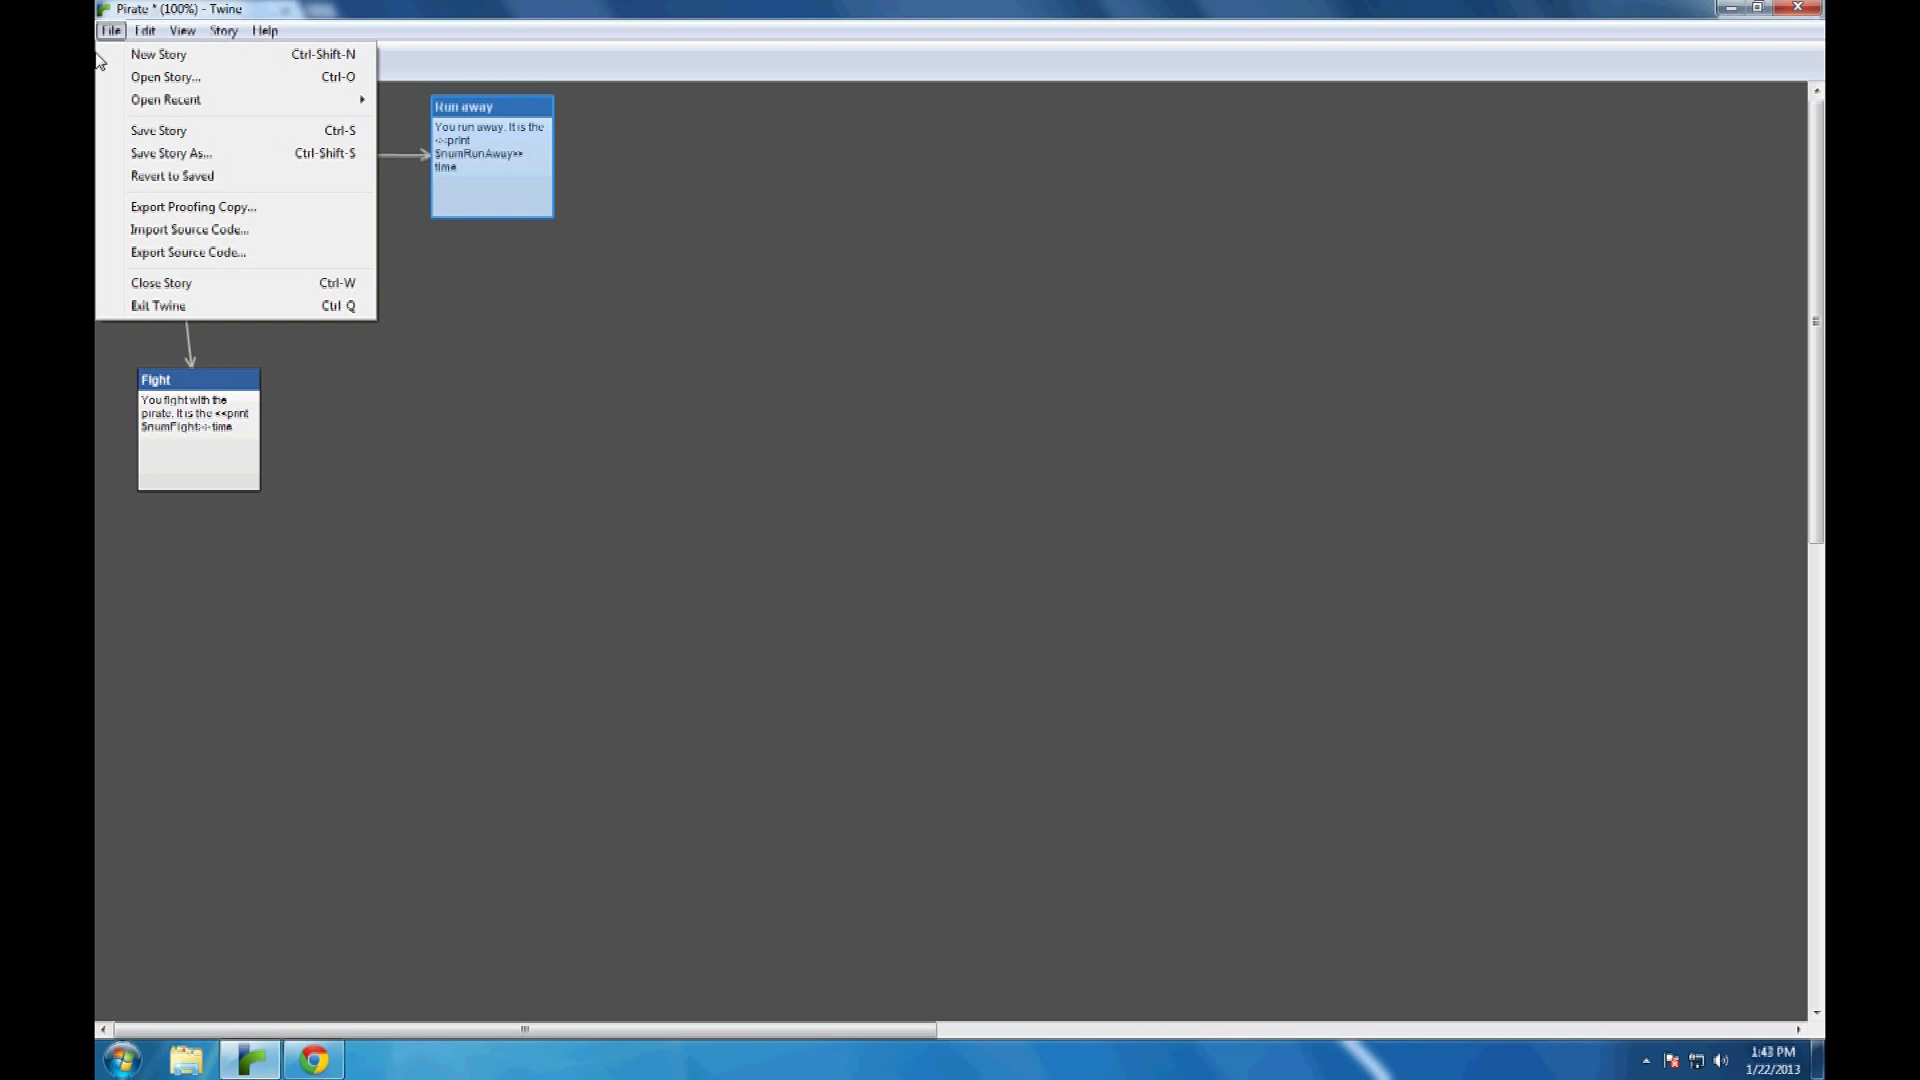 Pirate * (100%) - Twine
File Edit View Story Help
New Story Ctrl-Shift-N
Open Story... Ctrl-O
Open Recent
Save Story Ctrl-S
Save Story As... Ctrl-Shift-S
Revert to Saved
Export Proofing Copy...
Import Source Code...
Export Source Code...
Close Story Ctrl-W
Exit Twine Ctrl-Q
Run away
You run away. It is the
<<print
$numRunAway>>
time
Fight
You fight with the
pirate. It is the <<print
$numFight>> time
1:43 PM
1/22/2013